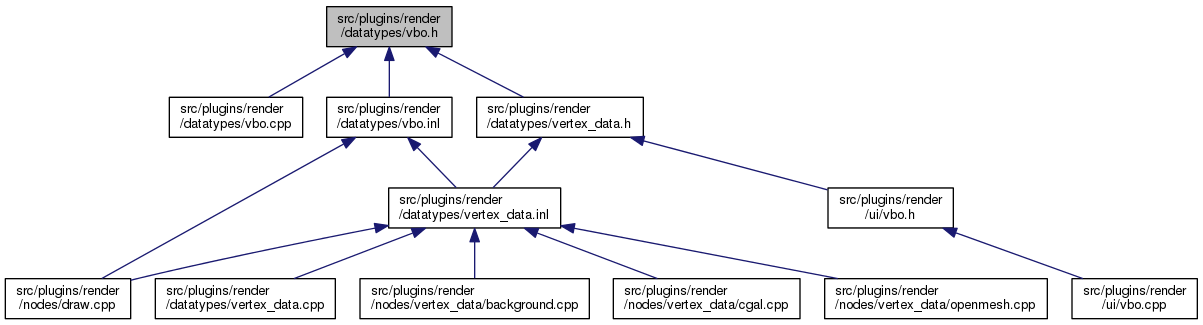 src/plugins/render
/datatypes/vbo.h
src/plugins/render
/datatypes/vbo.cpp
src/plugins/render
/datatypes/vbo.inl
src/plugins/render
/datatypes/vertex_data.h
src/plugins/render
/datatypes/vertex_data.inl
src/plugins/render
/ui/vbo.h
src/plugins/render
/nodes/draw.cpp
src/plugins/render
/datatypes/vertex_data.cpp
src/plugins/render
/nodes/vertex_data/background.cpp
src/plugins/render
/nodes/vertex_data/cgal.cpp
src/plugins/render
/nodes/vertex_data/openmesh.cpp
src/plugins/render
/ui/vbo.cpp